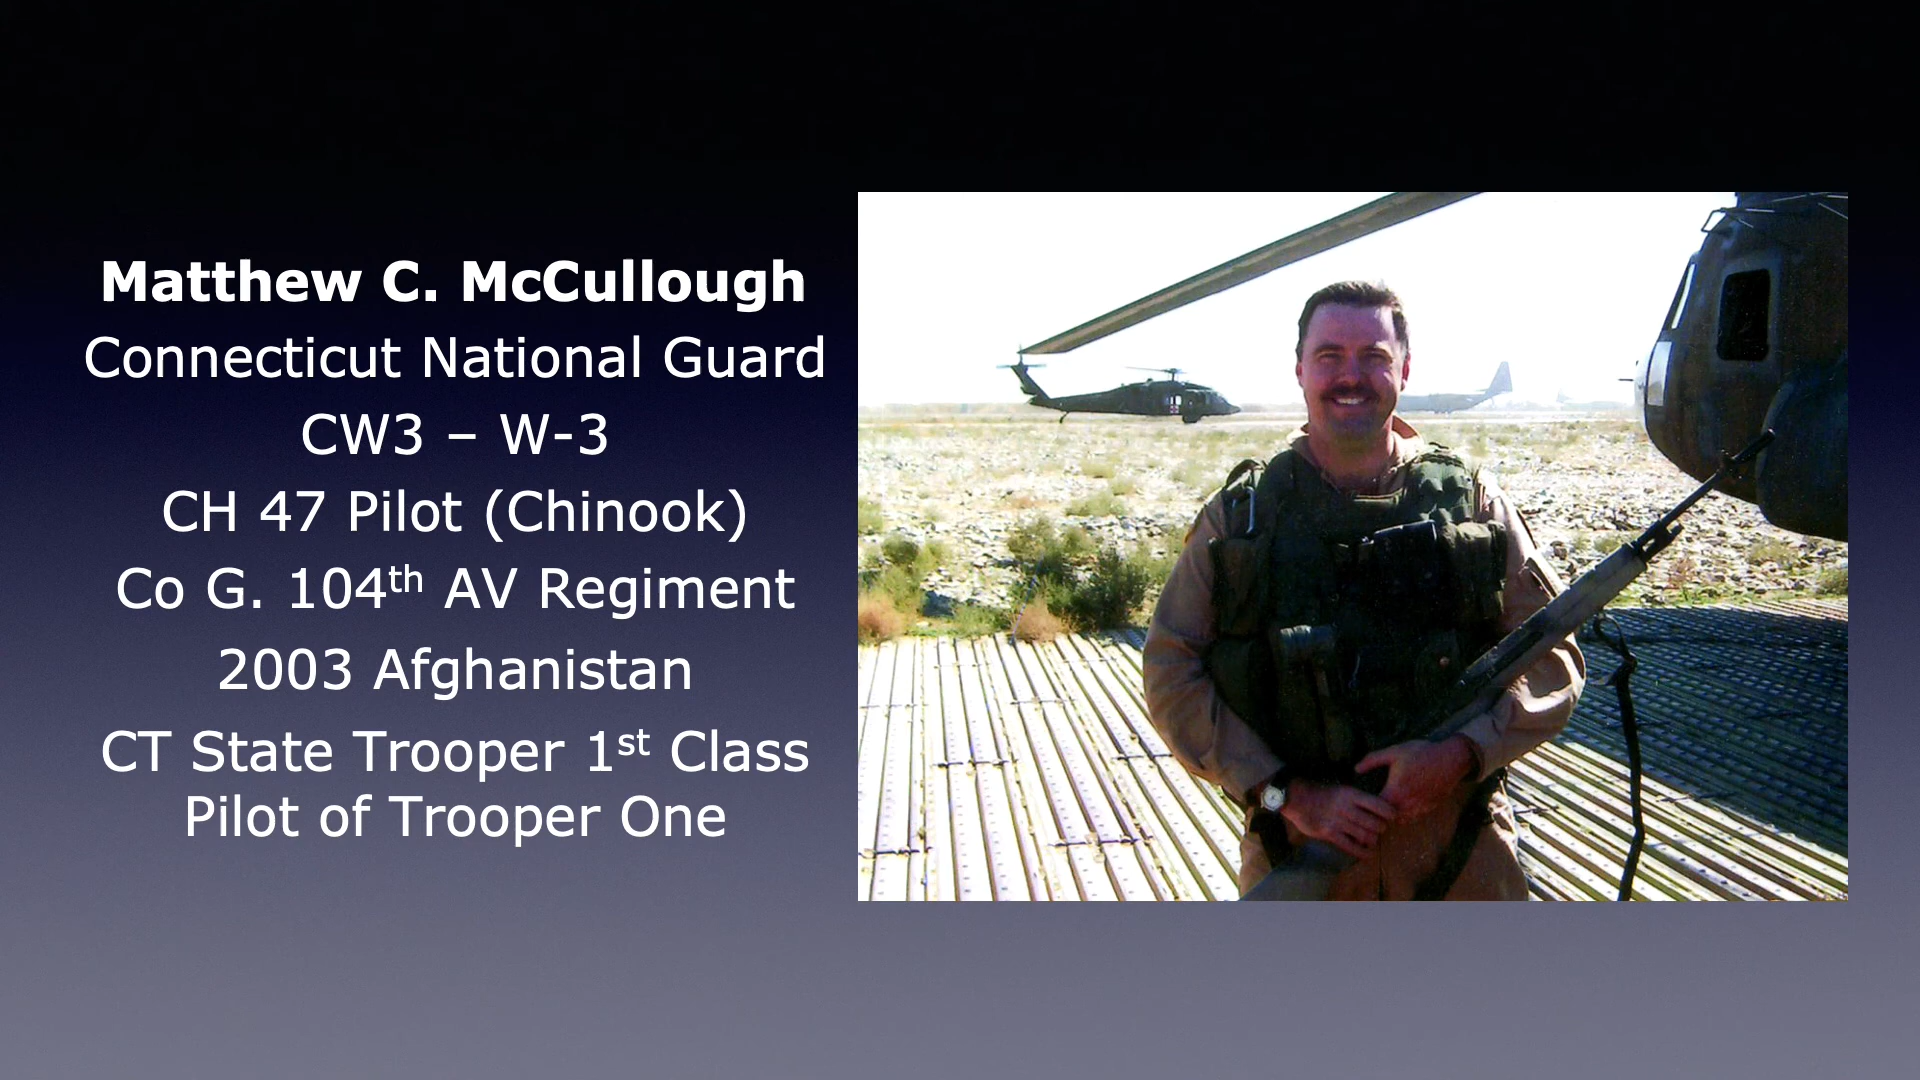 Matthew C. McCullough
Connecticut National Guard
CW3 – W-3
CH 47 Pilot (Chinook)
Co G. 104th AV Regiment
2003 Afghanistan
CT State Trooper 1st Class
Pilot of Trooper One